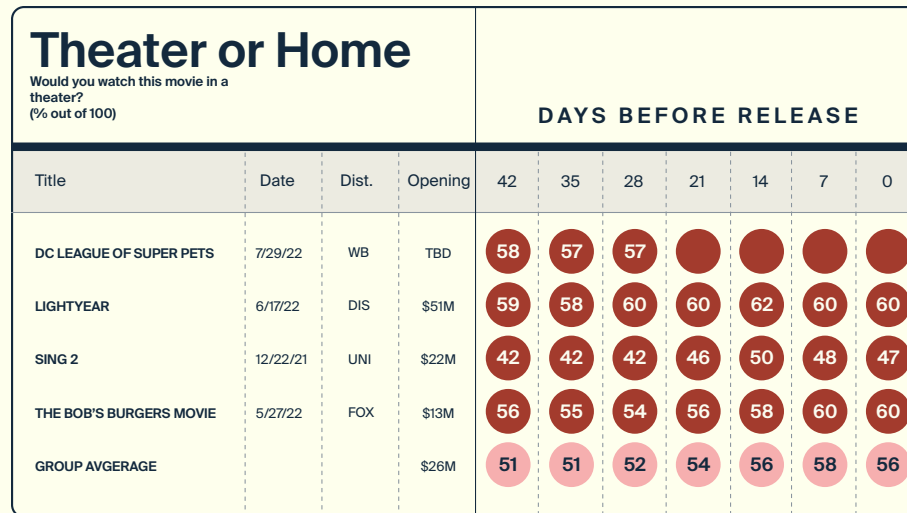 Theater or Home
Would you watch this movie in a
theater?
(% out of 100)
DAYS BEFORE RELEASE
Title Date Dist. Opening 42 35 28 21 14 7 0
DC LEAGUE OF SUPER PETS 7/29/22 WB TBD 58 57 57
LIGHTYEAR 6/17/22 DIS $51M 59 58 60 60 62 60 60
SING 2 12/22/21 UNI $22M 42 42 42 46 50 48 47
THE BOB'S BURGERS MOVIE 5/27/22 FOX $13M 56 55 54 56 58 60 60
GROUP AVGERAGE $26M 51 51 52 54 56 58 56